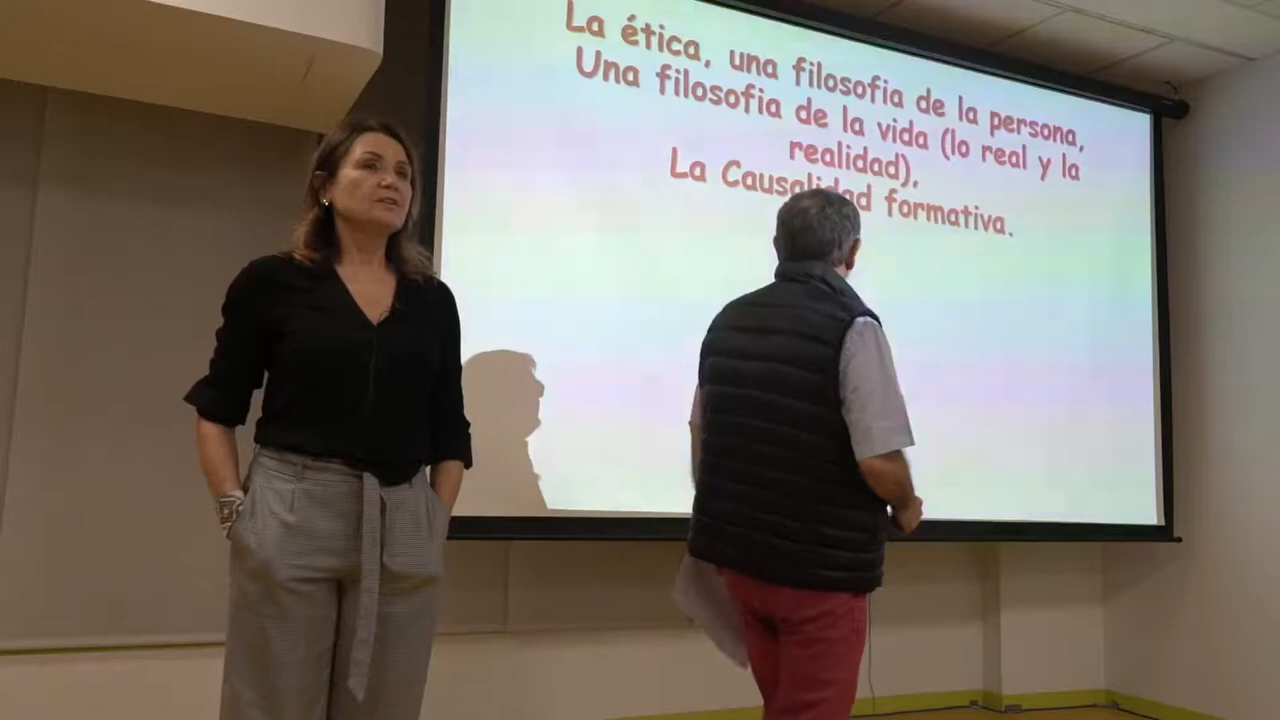 La ética, una filosofia de la persona,
Una filosofia de la vida (lo real y la
realidad).
La Causalidad formativa.